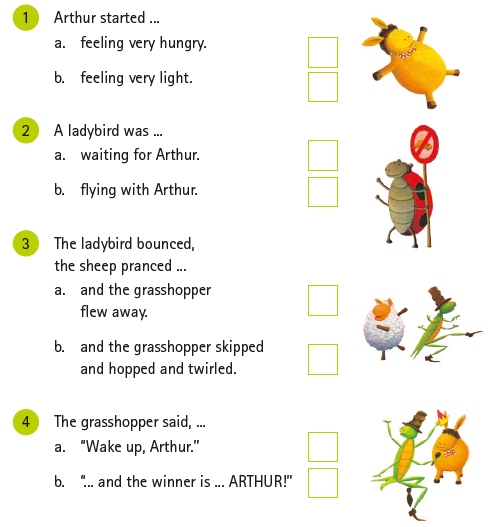 1 Arthur started ...
a. feeling very hungry.
b. feeling very light.
2 A ladybird was ...
a. waiting for Arthur.
b. flying with Arthur.
3 The ladybird bounced,
the sheep pranced ...
a. and the grasshopper
flew away.
b. and the grasshopper skipped
and hopped and twirled.
4 The grasshopper said, ...
a. "Wake up, Arthur."
b. "... and the winner is ... ARTHUR!"